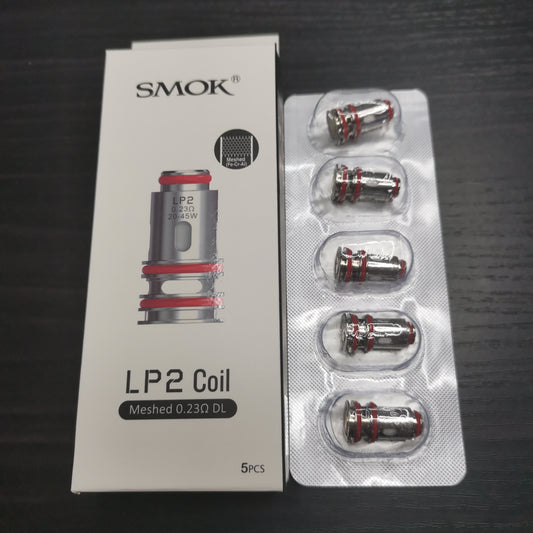 SMOK®
Meshed
(Fe-Cr-Al)
LP2
0.23Ω
20-45W
LP2 Coil
Meshed 0.23Ω DL
5PCS